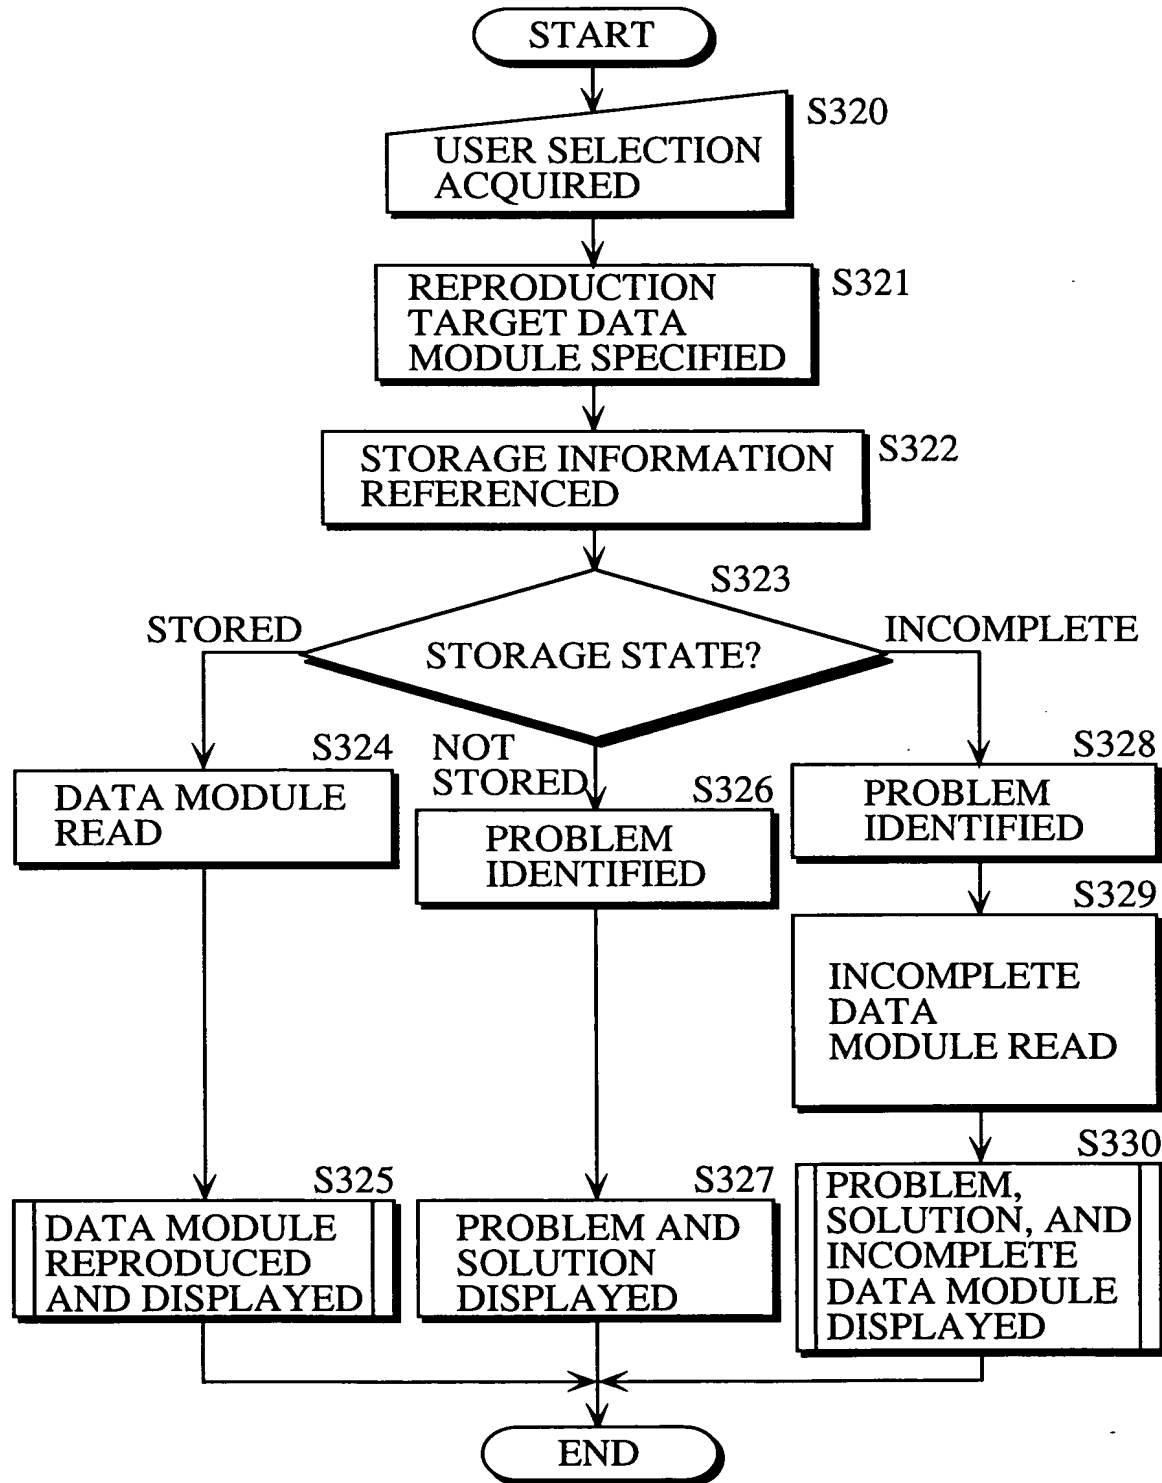 START
S320
USER SELECTION
ACQUIRED
S321
REPRODUCTION
TARGET DATA
MODULE SPECIFIED
S322
STORAGE INFORMATION
REFERENCED
S323
STORED
INCOMPLETE
STORAGE STATE?
NOT
STORED
S324
DATA MODULE
READ
S326
PROBLEM
IDENTIFIED
S328
PROBLEM
IDENTIFIED
S329
INCOMPLETE
DATA
MODULE READ
S325
DATA MODULE
REPRODUCED
AND DISPLAYED
S327
PROBLEM AND
SOLUTION
DISPLAYED
S330
PROBLEM,
SOLUTION, AND
INCOMPLETE
DATA MODULE
DISPLAYED
END